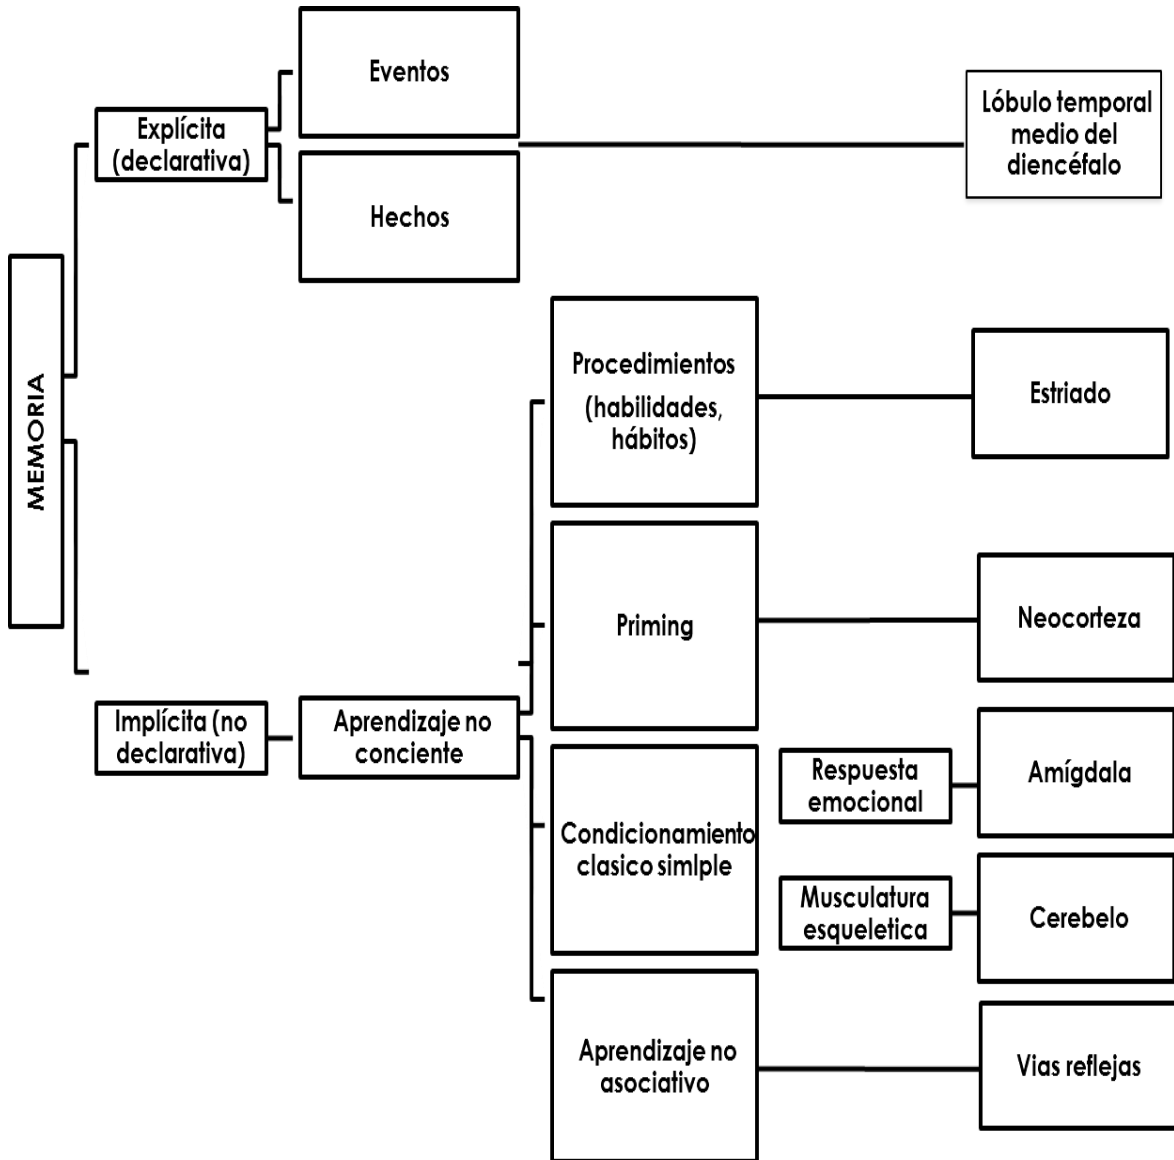 Eventos
Explícita
(declarativa)
Hechos
Lóbulo temporal
medio del
diencéfalo
MEMORIA
Procedimientos
(habilidades,
hábitos)
Estriado
Priming
Neocorteza
Implícita (no
declarativa)
Aprendizaje no
conciente
Condicionamiento
clasico simlple
Respuesta
emocional
Amígdala
Musculatura
esqueletica
Cerebelo
Aprendizaje no
asociativo
Vias reflejas